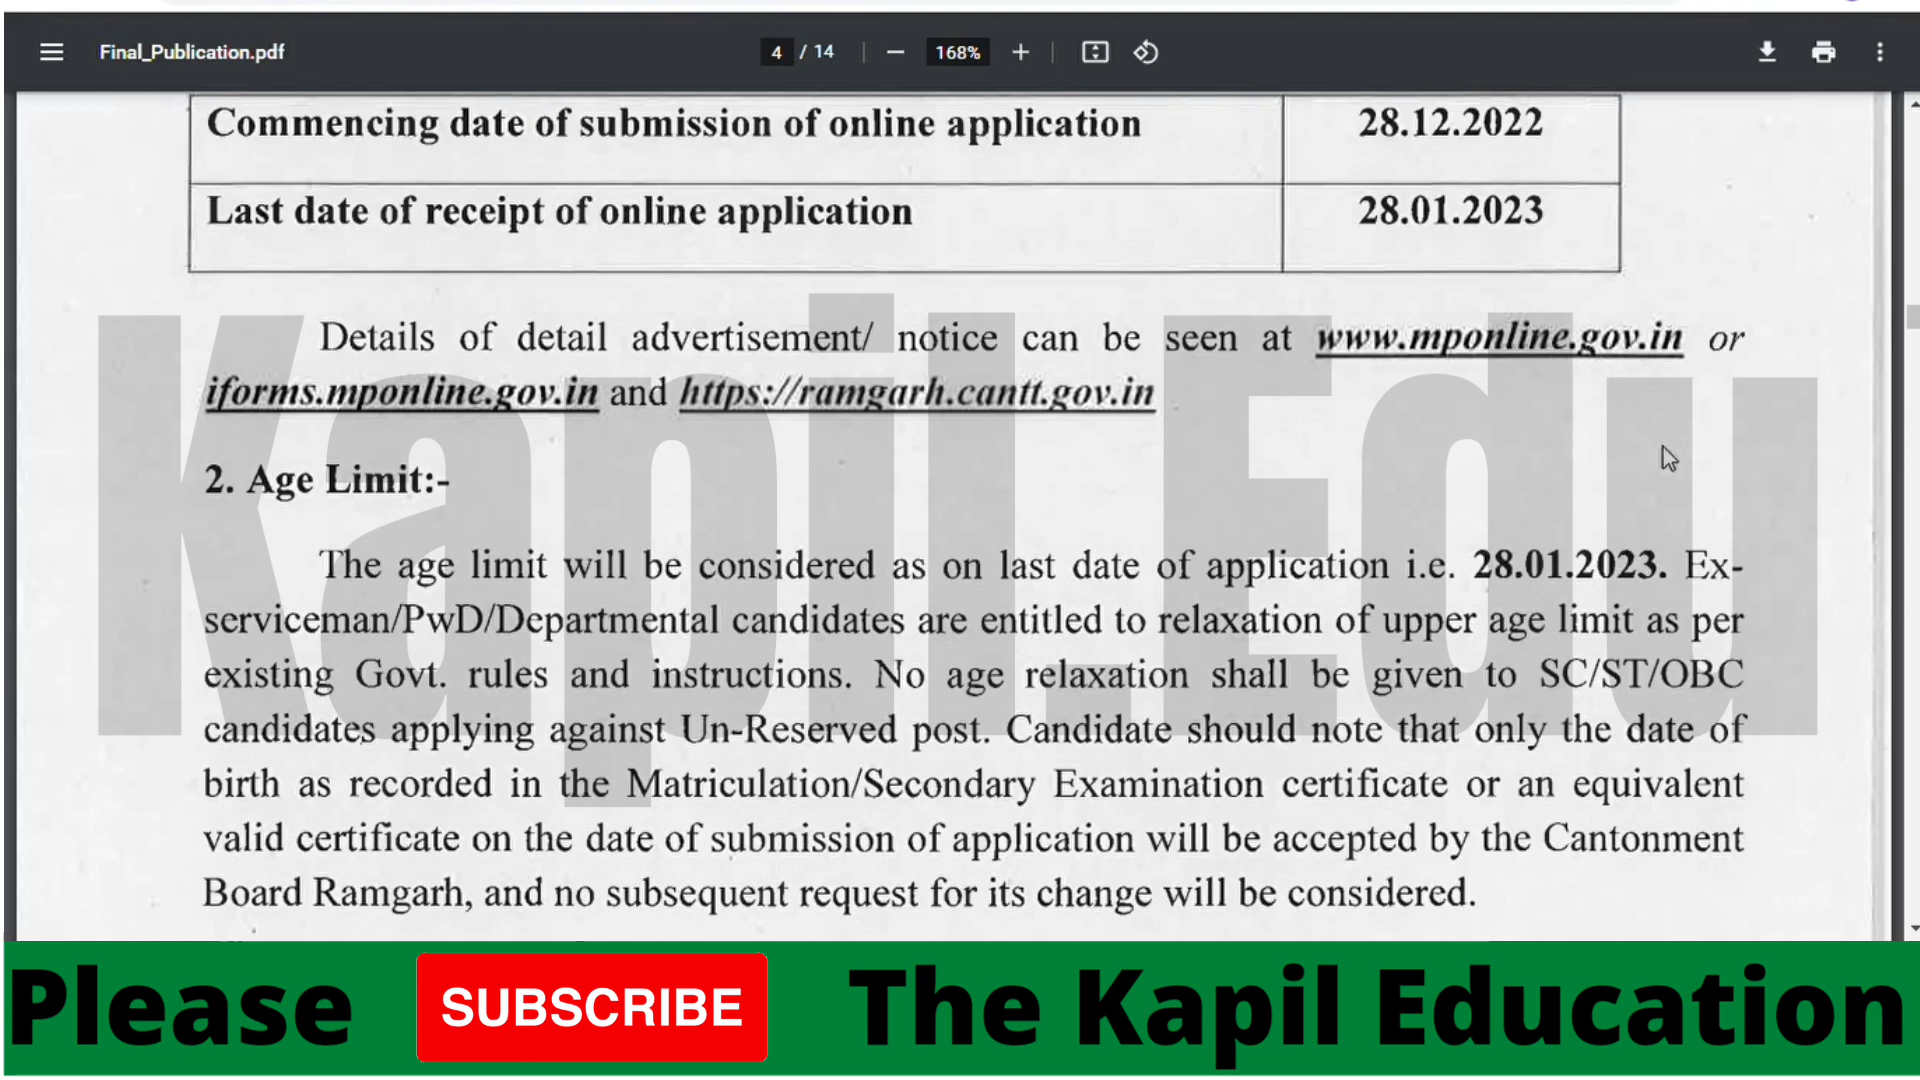 Final_Publication.pdf 4 / 14 168%
Commencing date of submission of online application 28.12.2022
Last date of receipt of online application 28.01.2023
Details of detail advertisement/ notice can be seen at www.mponline.gov.in or
iforms.mponline.gov.in and https://ramgarh.cantt.gov.in
2. Age Limit:-
The age limit will be considered as on last date of application i.e. 28.01.2023. Ex-
serviceman/PwD/Departmental candidates are entitled to relaxation of upper age limit as per
existing Govt. rules and instructions. No age relaxation shall be given to SC/ST/OBC
candidates applying against Un-Reserved post. Candidate should note that only the date of
birth as recorded in the Matriculation/Secondary Examination certificate or an equivalent
valid certificate on the date of submission of application will be accepted by the Cantonment
Board Ramgarh, and no subsequent request for its change will be considered.
Kapil_Edu
Please SUBSCRIBE The Kapil Education